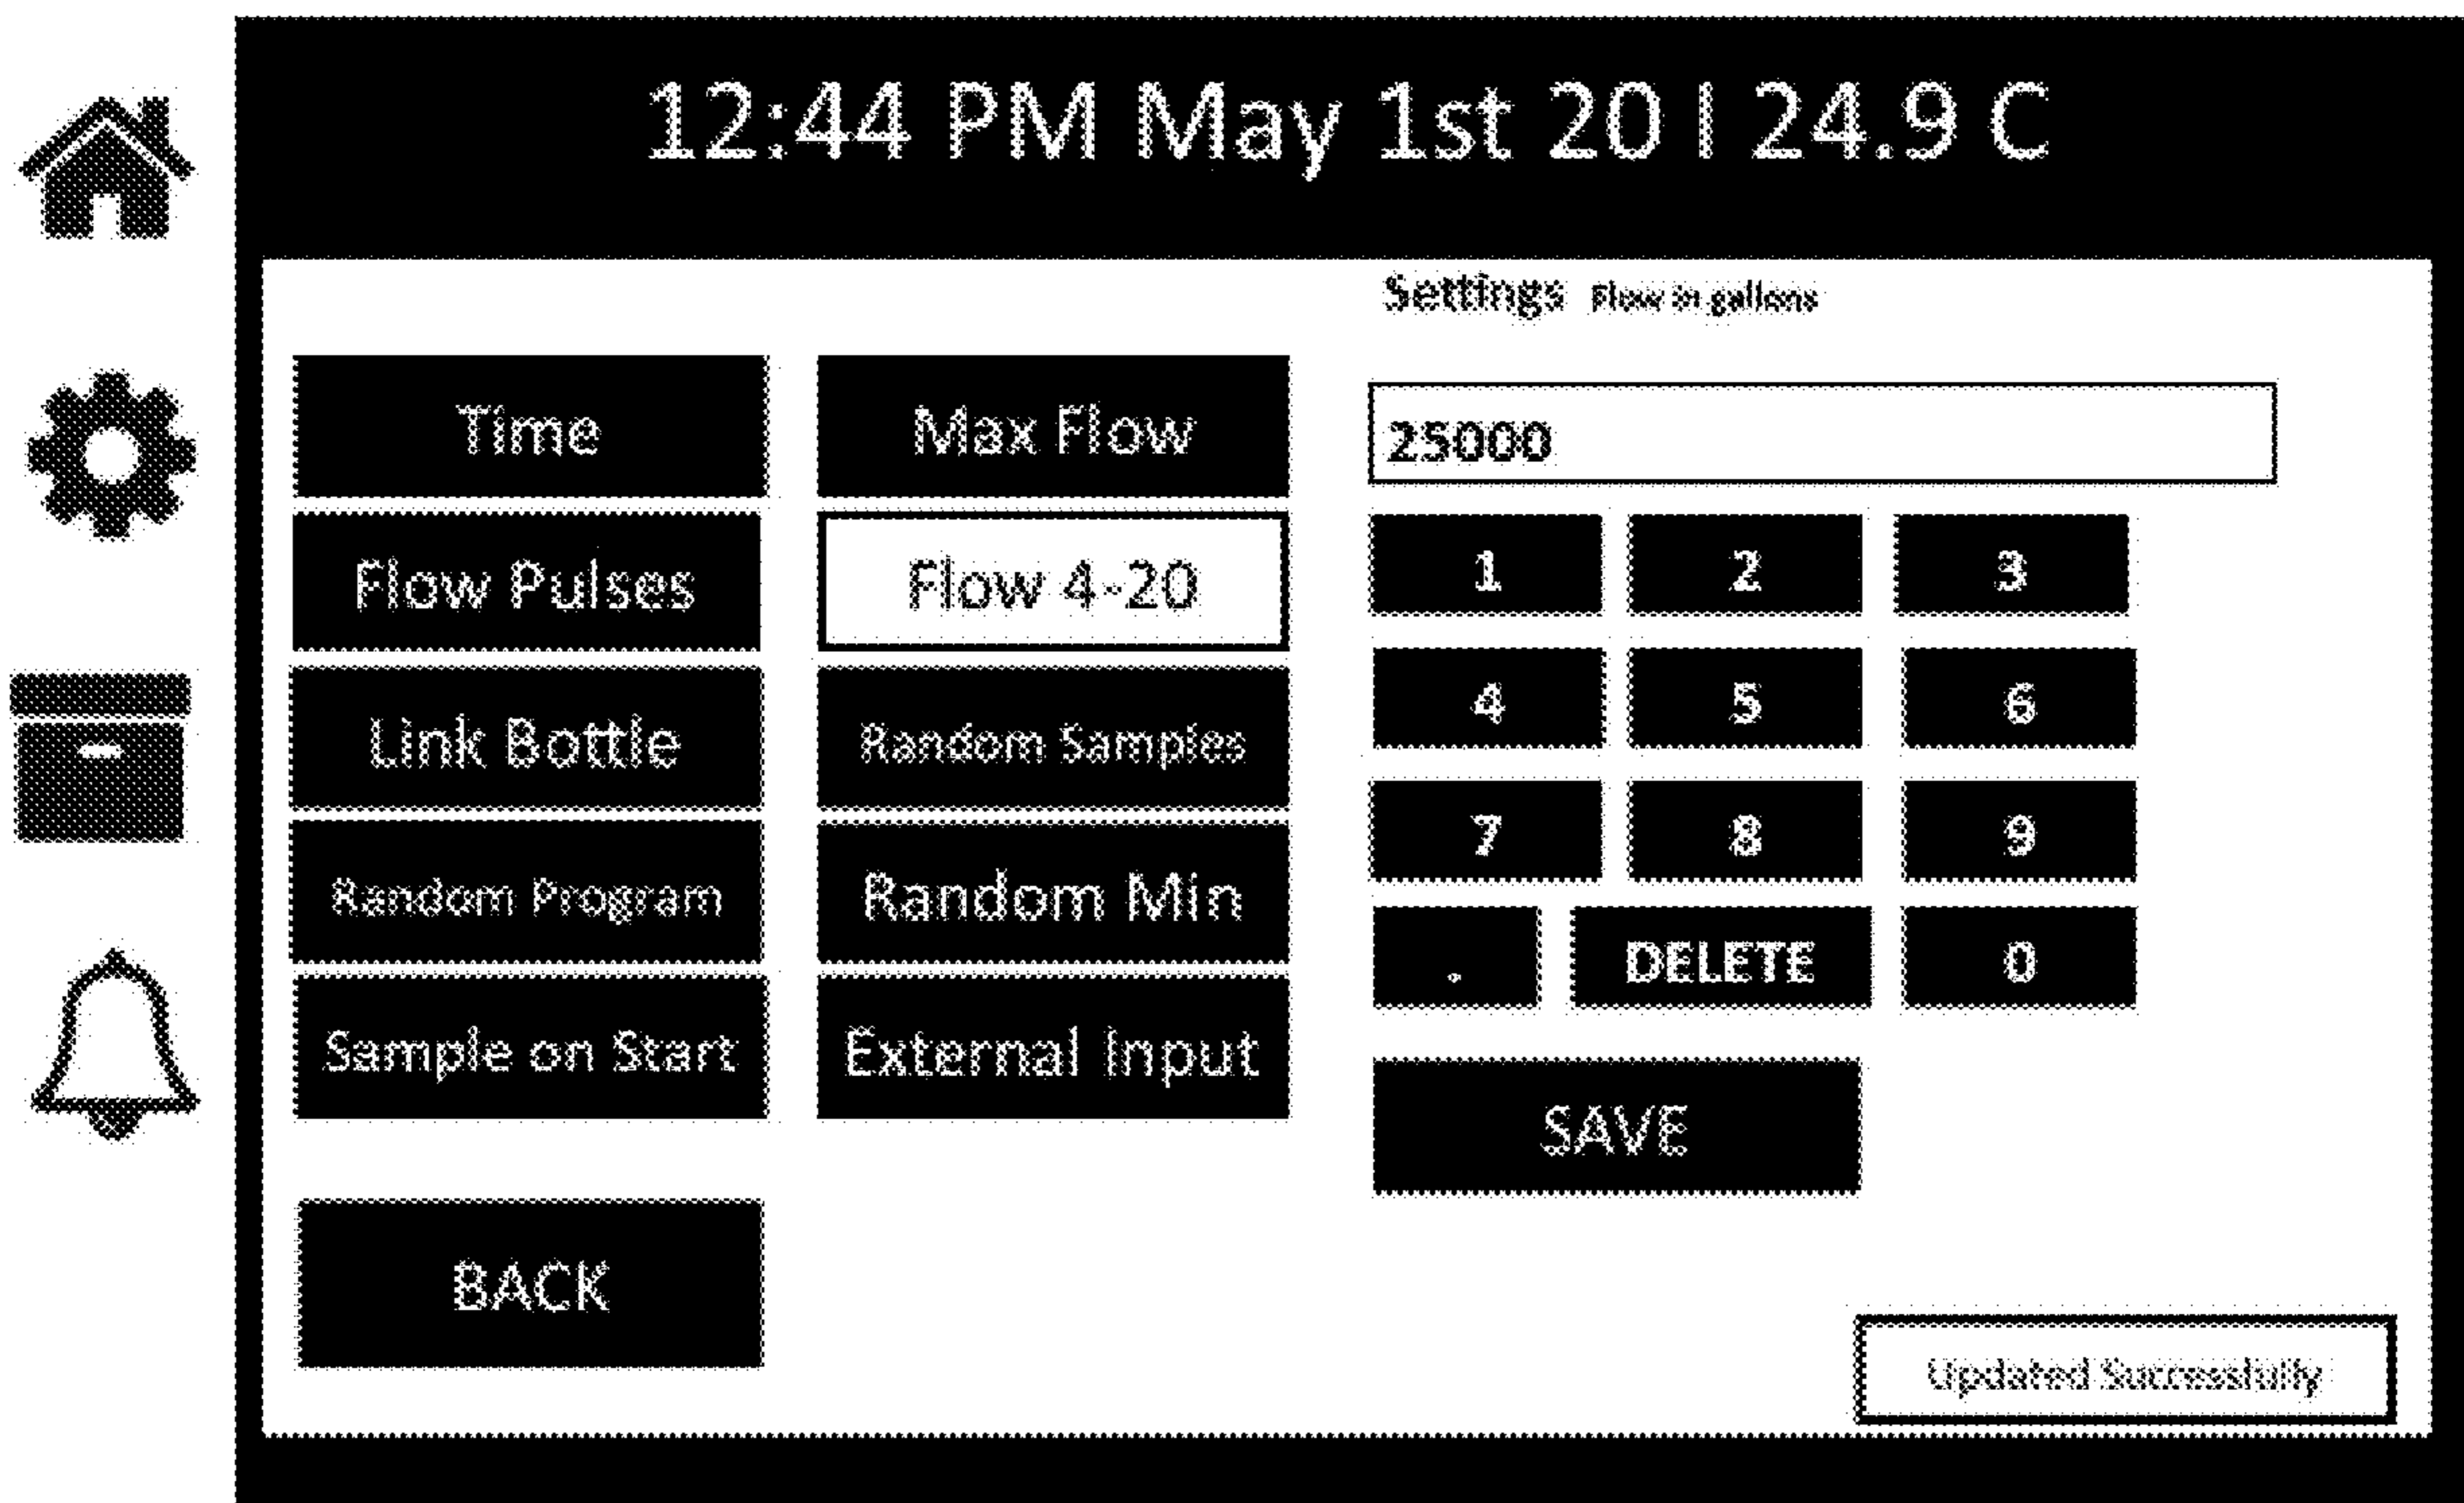 12:44 PM May 1st 20 I 24.9 C
Settings Flow in gallons
Time
Max Flow
25000
Flow Pulses
Flow 4-20
1 2 3
Link Bottle
Random Samples
4 5 6
Random Program
Random Min
7 8 9
. DELETE 0
Sample on Start
External Input
SAVE
BACK
Updated Successfully